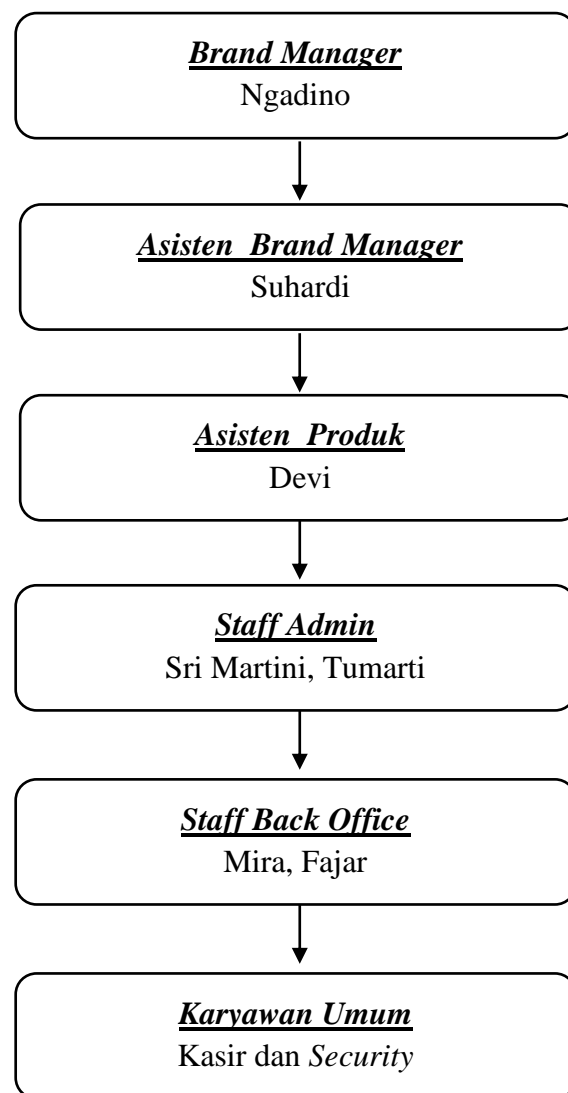 Brand Manager
Ngadino
Asisten Brand Manager
Suhardi
Asisten Produk
Devi
Staff Admin
Sri Martini, Tumarti
Staff Back Office
Mira, Fajar
Karyawan Umum
Kasir dan Security